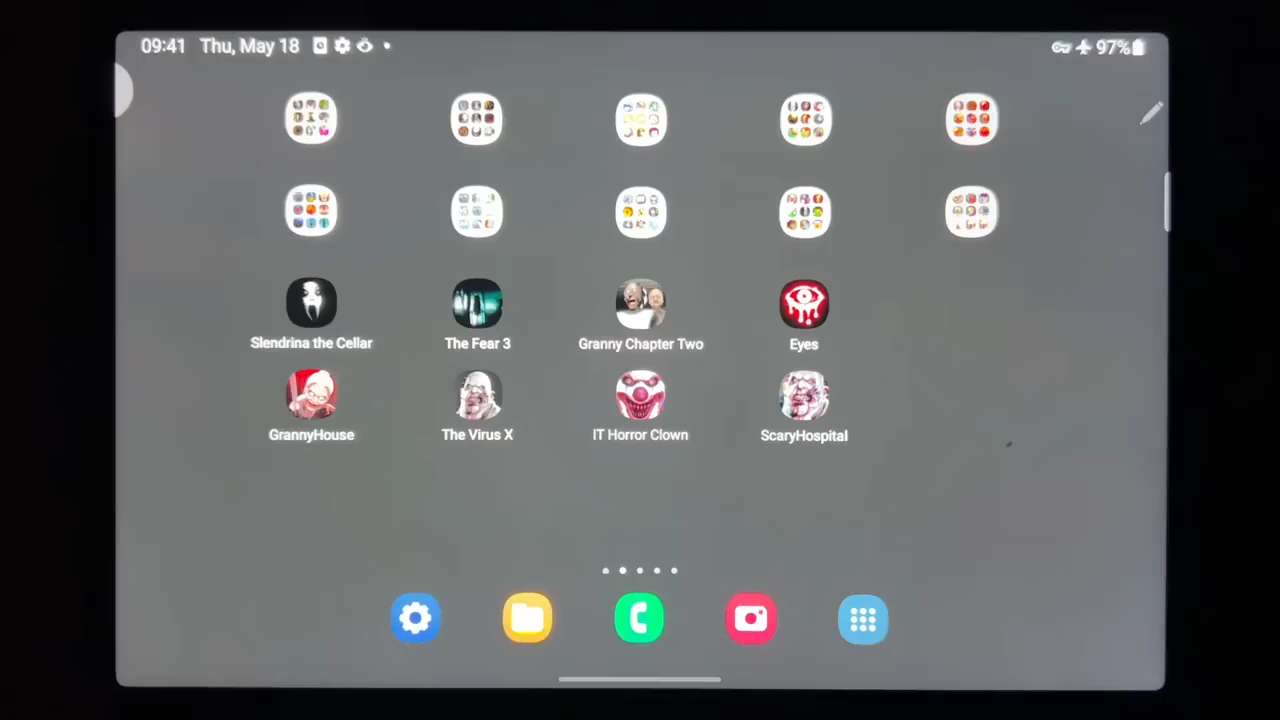 09:41 Thu, May 18 97%
Slendrina the Cellar The Fear 3 Granny Chapter Two Eyes
GrannyHouse The Virus X IT Horror Clown ScaryHospital